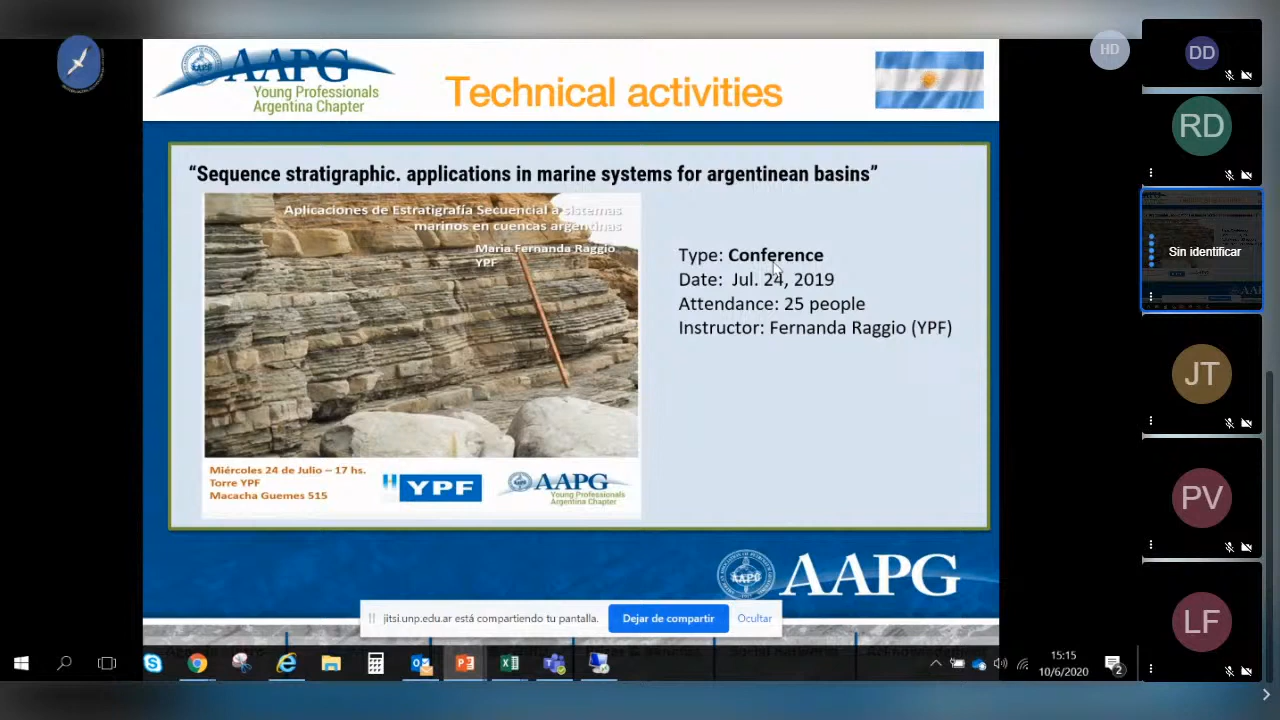 AAPG
Young Professionals
Argentina Chapter
Technical activities
HD
DD
RD
Sin identificar
JT
PV
LF
“Sequence stratigraphic. applications in marine systems for argentinean basins”
Aplicaciones de Estratigrafía Secuencial a sistemas
marinos en cuencas argentinas
Maria Fernanda Raggio
YPF
Type: Conference
Date: Jul. 24, 2019
Attendance: 25 people
Instructor: Fernanda Raggio (YPF)
Miércoles 24 de Julio – 17 hs.
Torre YPF
Macacha Guemes 515
YPF
AAPG
Young Professionals
Argentina Chapter
AAPG
AAPG
jitsi.unp.edu.ar está compartiendo tu pantalla.
Dejar de compartir
Ocultar
15:15
10/6/2020
2